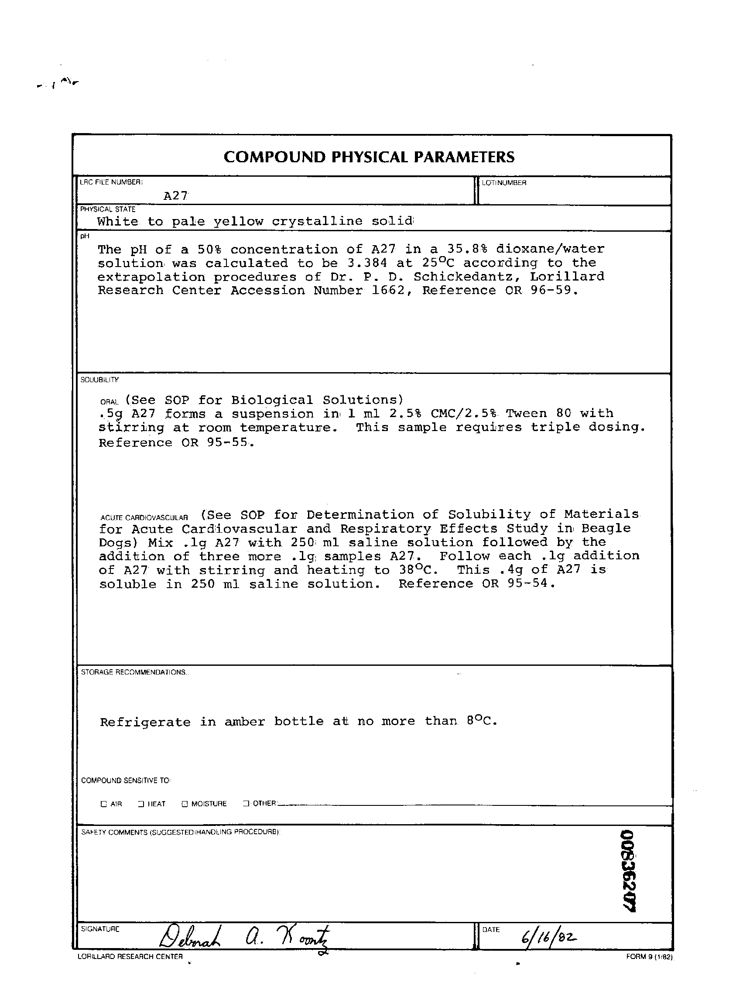 COMPOUND PHYSICAL PARAMETERS
LRC FILE NUMBER:
A27
LOT NUMBER
PHYSICAL STATE
White to pale yellow crystalline solid
pH
The pH of a 50% concentration of A27 in a 35.8% dioxane/water
solution was calculated to be 3.384 at 25°C according to the
extrapolation procedures of Dr. P. D. Schickedantz, Lorillard
Research Center Accession Number 1662, Reference OR 96-59.
SOLUBILITY
ORAL (See SOP for Biological Solutions)
.5g A27 forms a suspension in 1 ml 2.5% CMC/2.5% Tween 80 with
stirring at room temperature. This sample requires triple dosing.
Reference OR 95-55.
ACUTE CARDIOVASCULAR (See SOP for Determination of Solubility of Materials
for Acute Cardiovascular and Respiratory Effects Study in Beagle
Dogs) Mix .1g A27 with 250 ml saline solution followed by the
addition of three more .1g samples A27. Follow each .1g addition
of A27 with stirring and heating to 38°C. This .4g of A27 is
soluble in 250 ml saline solution. Reference OR 95-54.
STORAGE RECOMMENDATIONS:
Refrigerate in amber bottle at no more than 8°C.
COMPOUND SENSITIVE TO:
☐ AIR ☐ HEAT ☐ MOISTURE ☐ OTHER
SAFETY COMMENTS (SUGGESTED HANDLING PROCEDURE)
00836207
SIGNATURE
Deborah A. Koontz
DATE
6/16/82
LORILLARD RESEARCH CENTER
FORM 9 (1/82)